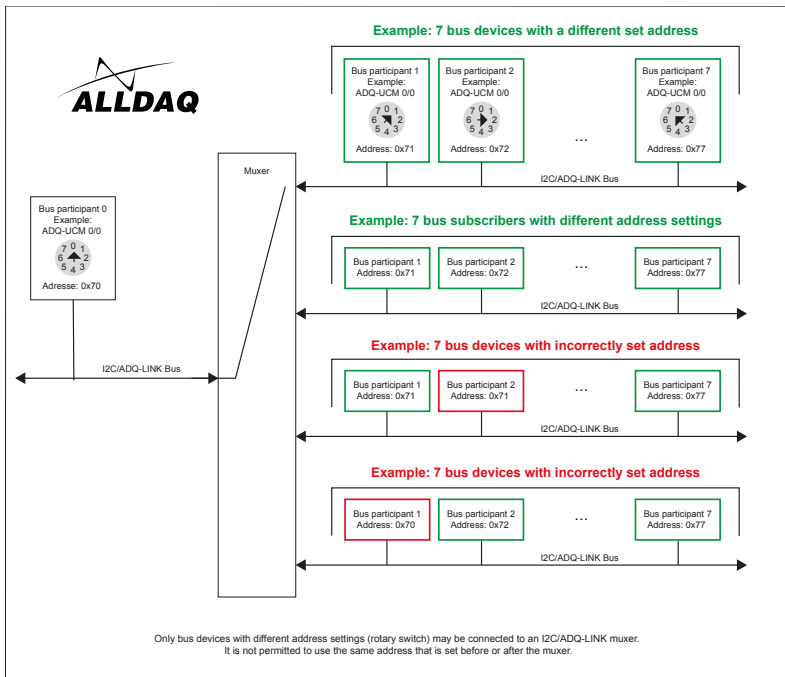 ALLDAQ
Example: 7 bus devices with a different set address
Bus participant 1
Example:
ADQ-UCM 0/0
7 0 1
6 2
5 4 3
Address: 0x71
Bus participant 2
Example:
ADQ-UCM 0/0
7 0 1
6 2
5 4 3
Address: 0x72
...
Bus participant 7
Example:
ADQ-UCM 0/0
7 0 1
6 2
5 4 3
Address: 0x77
I2C/ADQ-LINK Bus
Muxer
Bus participant 0
Example:
ADQ-UCM 0/0
7 0 1
6 2
5 4 3
Adresse: 0x70
I2C/ADQ-LINK Bus
Example: 7 bus subscribers with different address settings
Bus participant 1
Address: 0x71
Bus participant 2
Address: 0x72
...
Bus participant 7
Address: 0x77
I2C/ADQ-LINK Bus
Example: 7 bus devices with incorrectly set address
Bus participant 1
Address: 0x71
Bus participant 2
Address: 0x71
...
Bus participant 7
Address: 0x77
I2C/ADQ-LINK Bus
Example: 7 bus devices with incorrectly set address
Bus participant 1
Address: 0x70
Bus participant 2
Address: 0x72
...
Bus participant 7
Address: 0x77
I2C/ADQ-LINK Bus
Only bus devices with different address settings (rotary switch) may be connected to an I2C/ADQ-LINK muxer.
It is not permitted to use the same address that is set before or after the muxer.